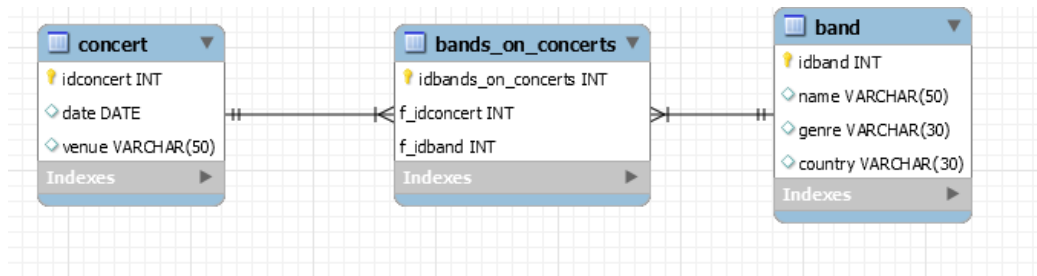 concert
idconcert INT
date DATE
venue VARCHAR(50)
Indexes
bands_on_concerts
idbands_on_concerts INT
f_idconcert INT
f_idband INT
Indexes
band
idband INT
name VARCHAR(50)
genre VARCHAR(30)
country VARCHAR(30)
Indexes